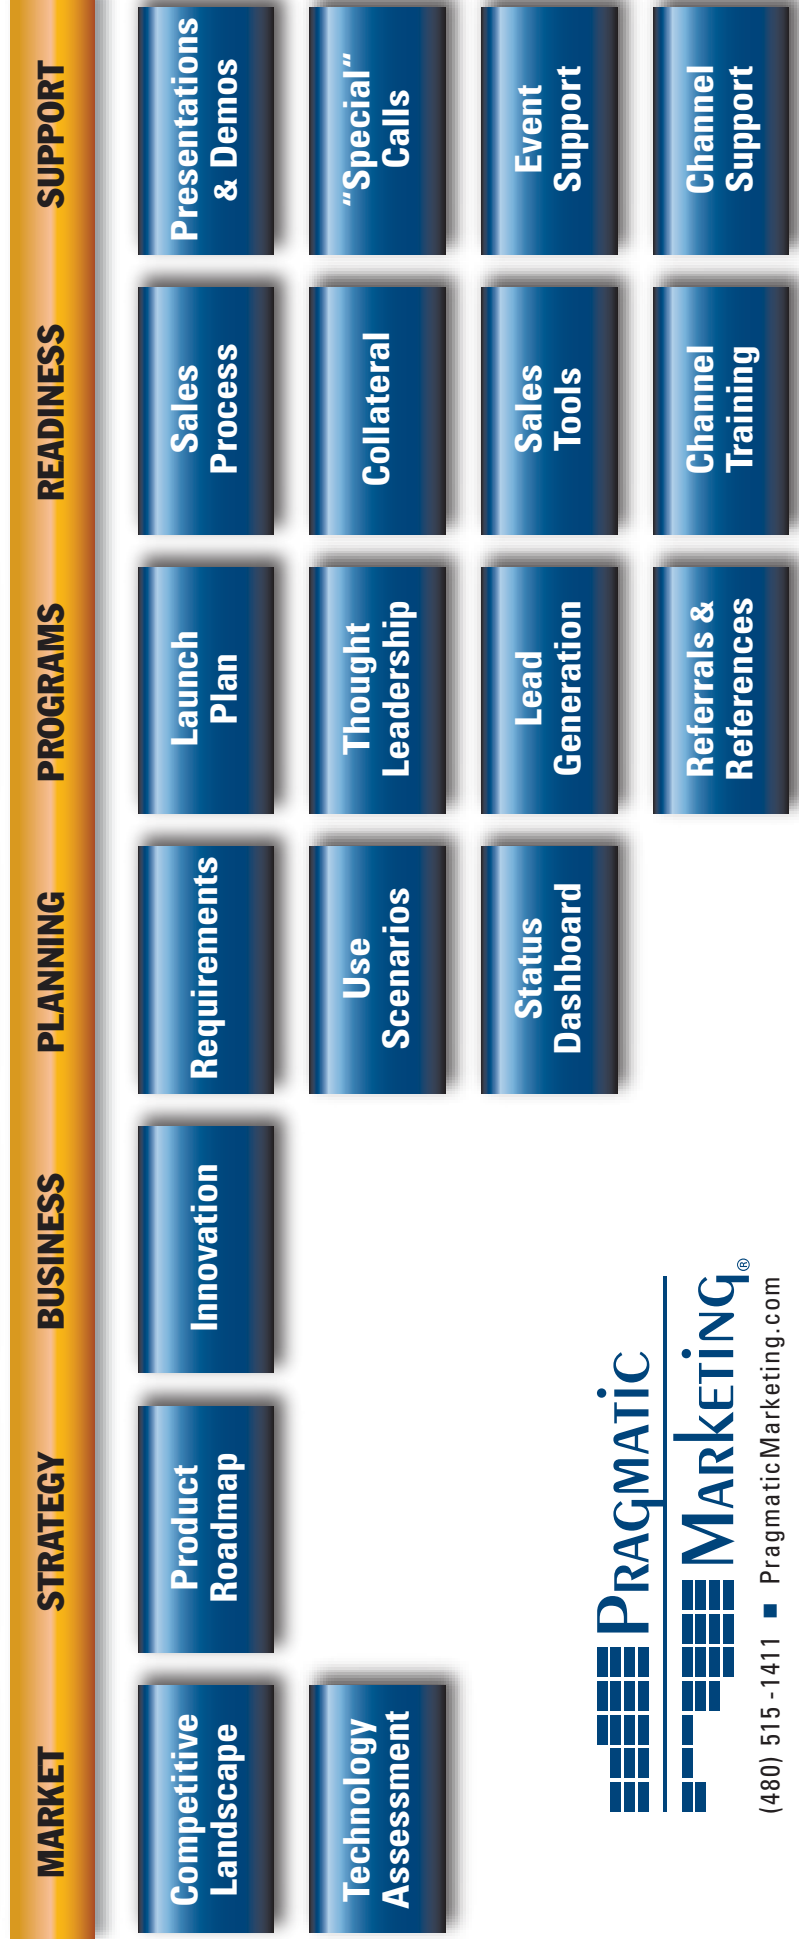 MARKET STRATEGY BUSINESS PLANNING PROGRAMS READINESS SUPPORT
Competitive
Landscape
Product
Roadmap
Innovation
Requirements
Launch
Plan
Sales
Process
Presentations
& Demos
Technology
Assessment
Use
Scenarios
Thought
Leadership
Collateral
“Special“
Calls
Status
Dashboard
Lead
Generation
Sales
Tools
Event
Support
Referrals &
References
Channel
Training
Channel
Support
PRAGMATIC
MARKETING®
(480) 515 -1411 ■ PragmaticMarketing.com